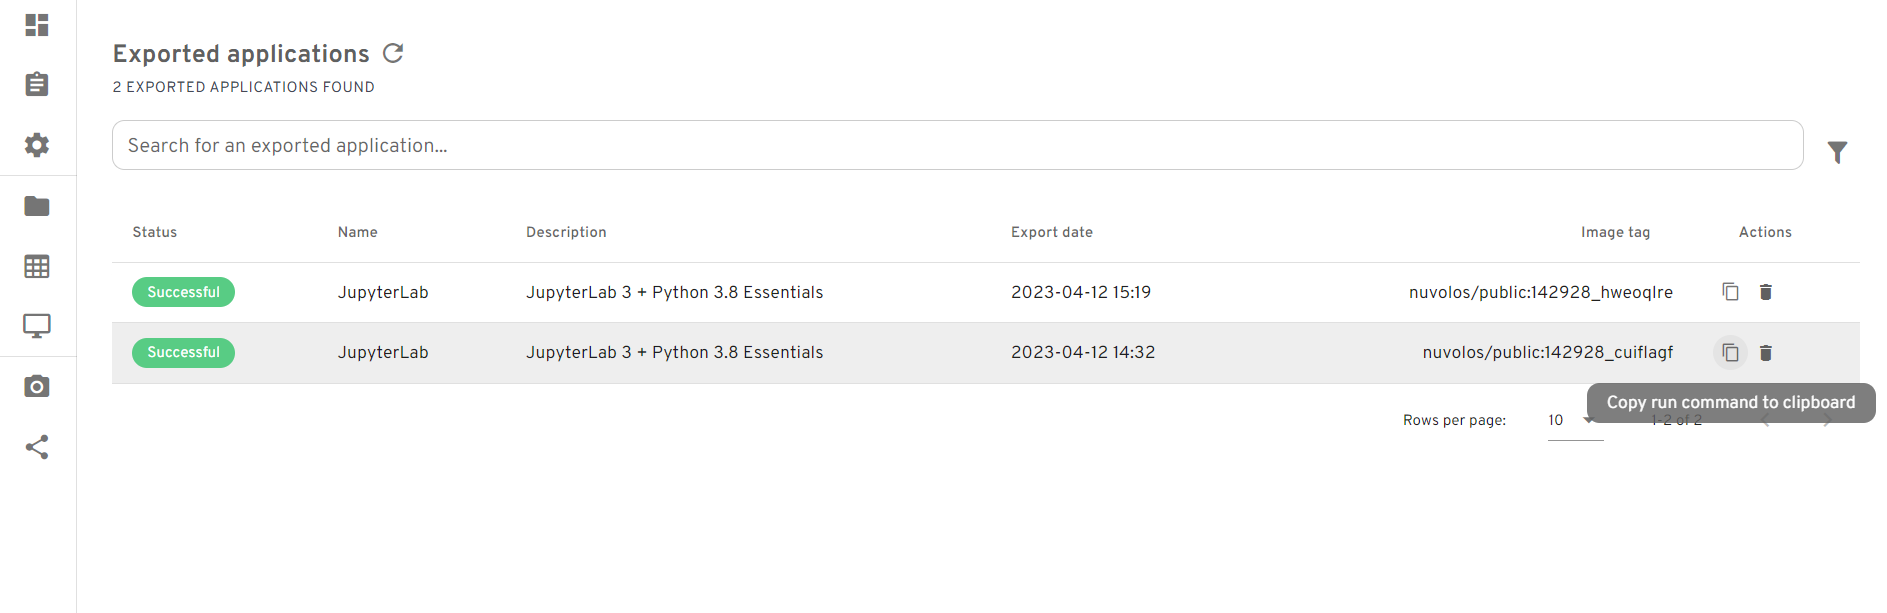 Exported applications
2 EXPORTED APPLICATIONS FOUND
Search for an exported application...
Status Name Description Export date Image tag Actions
Successful JupyterLab JupyterLab 3 + Python 3.8 Essentials 2023-04-12 15:19 nuvolos/public:142928_hweoqlre
Successful JupyterLab JupyterLab 3 + Python 3.8 Essentials 2023-04-12 14:32 nuvolos/public:142928_cuiflagf
Copy run command to clipboard
Rows per page: 10 1-2 of 2